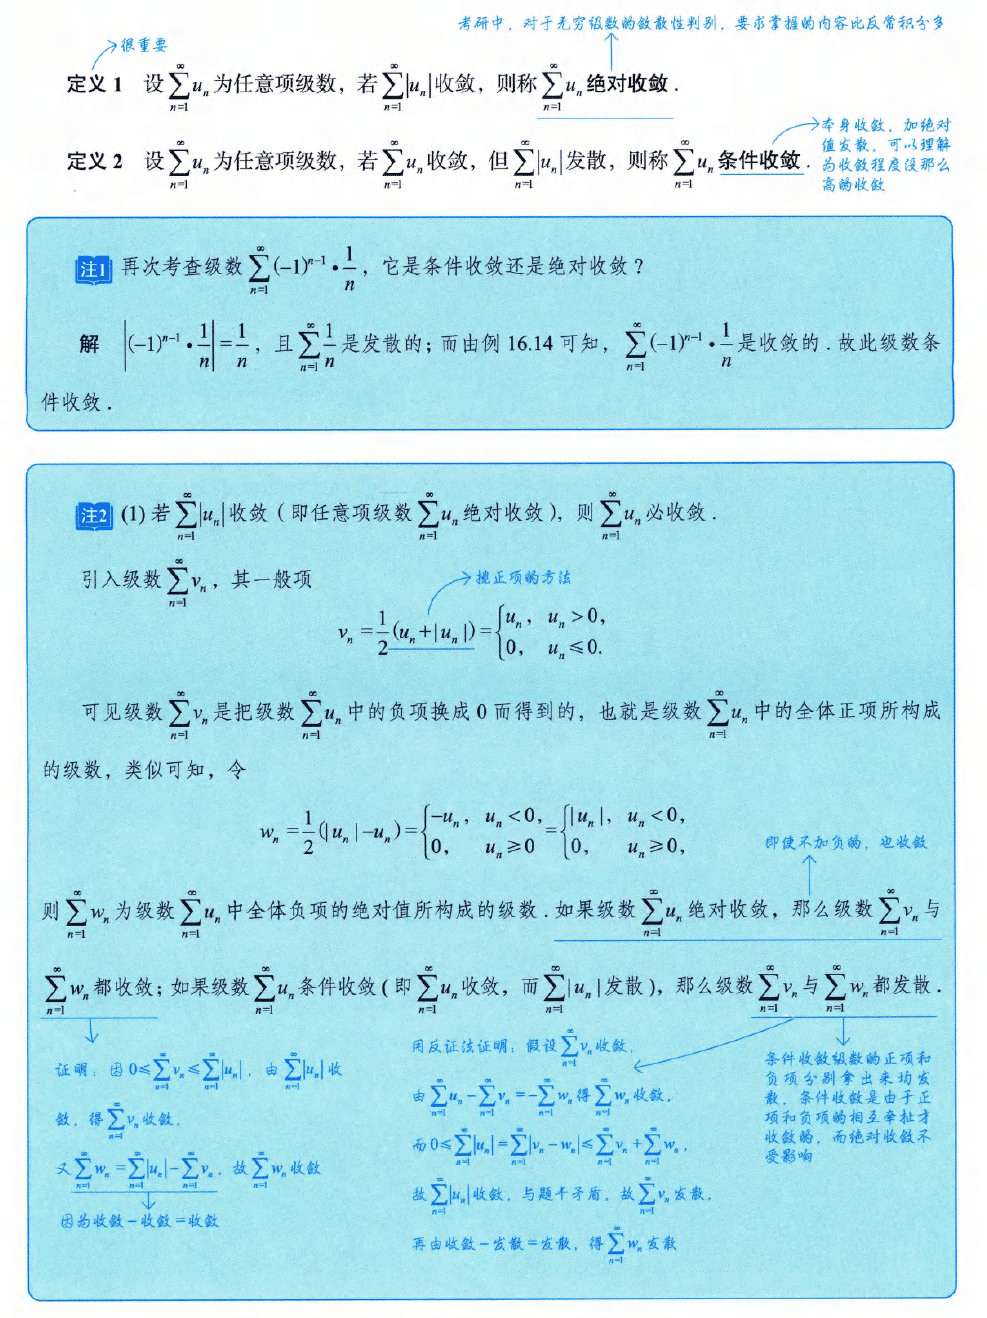 考研中，对于无穷级数的敛散性判别，要求掌握的内容比反常积分多
很重要
定义 1 设 $\sum_{n=1}^{\infty} u_n$ 为任意项级数，若 $\sum_{n=1}^{\infty} |u_n|$ 收敛，则称 $\sum_{n=1}^{\infty} u_n$ 绝对收敛．
定义 2 设 $\sum_{n=1}^{\infty} u_n$ 为任意项级数，若 $\sum_{n=1}^{\infty} u_n$ 收敛，但 $\sum_{n=1}^{\infty} |u_n|$ 发散，则称 $\sum_{n=1}^{\infty} u_n$ 条件收敛．
本身收敛，加绝对
值发散，可以理解
为收敛程度没那么
高的收敛
注1 再次考查级数 $\sum_{n=1}^{\infty} (-1)^{n-1} \cdot \frac{1}{n}$，它是条件收敛还是绝对收敛？
解 $\left|(-1)^{n-1} \cdot \frac{1}{n}\right| = \frac{1}{n}$，且 $\sum_{n=1}^{\infty} \frac{1}{n}$ 是发散的；而由例 16.14 可知，$\sum_{n=1}^{\infty} (-1)^{n-1} \cdot \frac{1}{n}$ 是收敛的．故此级数条
件收敛．
注2 (1) 若 $\sum_{n=1}^{\infty} |u_n|$ 收敛（即任意项级数 $\sum_{n=1}^{\infty} u_n$ 绝对收敛），则 $\sum_{n=1}^{\infty} u_n$ 必收敛．
引入级数 $\sum_{n=1}^{\infty} v_n$，其一般项
挑正项的方法
$v_n = \frac{1}{2}(u_n + |u_n|) = \begin{cases} u_n, & u_n > 0, \\ 0, & u_n \leqslant 0. \end{cases}$
可见级数 $\sum_{n=1}^{\infty} v_n$ 是把级数 $\sum_{n=1}^{\infty} u_n$ 中的负项换成 0 而得到的，也就是级数 $\sum_{n=1}^{\infty} u_n$ 中的全体正项所构成
的级数，类似可知，令
$w_n = \frac{1}{2}(|u_n| - u_n) = \begin{cases} -u_n, & u_n < 0, \\ 0, & u_n \geqslant 0 \end{cases} = \begin{cases} |u_n|, & u_n < 0, \\ 0, & u_n \geqslant 0, \end{cases}$
即使不加负的，也收敛
则 $\sum_{n=1}^{\infty} w_n$ 为级数 $\sum_{n=1}^{\infty} u_n$ 中全体负项的绝对值所构成的级数．如果级数 $\sum_{n=1}^{\infty} u_n$ 绝对收敛，那么级数 $\sum_{n=1}^{\infty} v_n$ 与
$\sum_{n=1}^{\infty} w_n$ 都收敛；如果级数 $\sum_{n=1}^{\infty} u_n$ 条件收敛（即 $\sum_{n=1}^{\infty} u_n$ 收敛，而 $\sum_{n=1}^{\infty} |u_n|$ 发散），那么级数 $\sum_{n=1}^{\infty} v_n$ 与 $\sum_{n=1}^{\infty} w_n$ 都发散．
证明：因 $0 \leqslant \sum_{n=1}^{\infty} v_n \leqslant \sum_{n=1}^{\infty} |u_n|$，由 $\sum_{n=1}^{\infty} |u_n|$ 收
敛，得 $\sum_{n=1}^{\infty} v_n$ 收敛．
又 $\sum_{n=1}^{\infty} w_n = \sum_{n=1}^{\infty} |u_n| - \sum_{n=1}^{\infty} v_n$，故 $\sum_{n=1}^{\infty} w_n$ 收敛
因为收敛－收敛＝收敛
用反证法证明：假设 $\sum_{n=1}^{\infty} v_n$ 收敛，
由 $\sum_{n=1}^{\infty} u_n - \sum_{n=1}^{\infty} v_n = -\sum_{n=1}^{\infty} w_n$ 得 $\sum_{n=1}^{\infty} w_n$ 收敛，
而 $0 \leqslant \sum_{n=1}^{\infty} |u_n| = \sum_{n=1}^{\infty} |v_n - w_n| \leqslant \sum_{n=1}^{\infty} v_n + \sum_{n=1}^{\infty} w_n$，
故 $\sum_{n=1}^{\infty} |u_n|$ 收敛，与题干矛盾，故 $\sum_{n=1}^{\infty} v_n$ 发散，
再由收敛－发散＝发散，得 $\sum_{n=1}^{\infty} w_n$ 发散
条件收敛级数的正项和
负项分别拿出来均发
散，条件收敛是由于正
项和负项的相互牵扯才
收敛的，而绝对收敛不
受影响